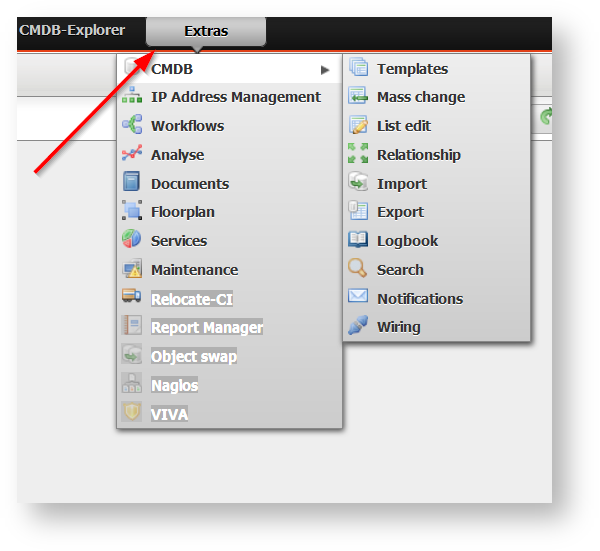 CMDB-Explorer
Extras
CMDB
IP Address Management
Workflows
Analyse
Documents
Floorplan
Services
Maintenance
Relocate-CI
Report Manager
Object swap
Nagios
VIVA
Templates
Mass change
List edit
Relationship
Import
Export
Logbook
Search
Notifications
Wiring